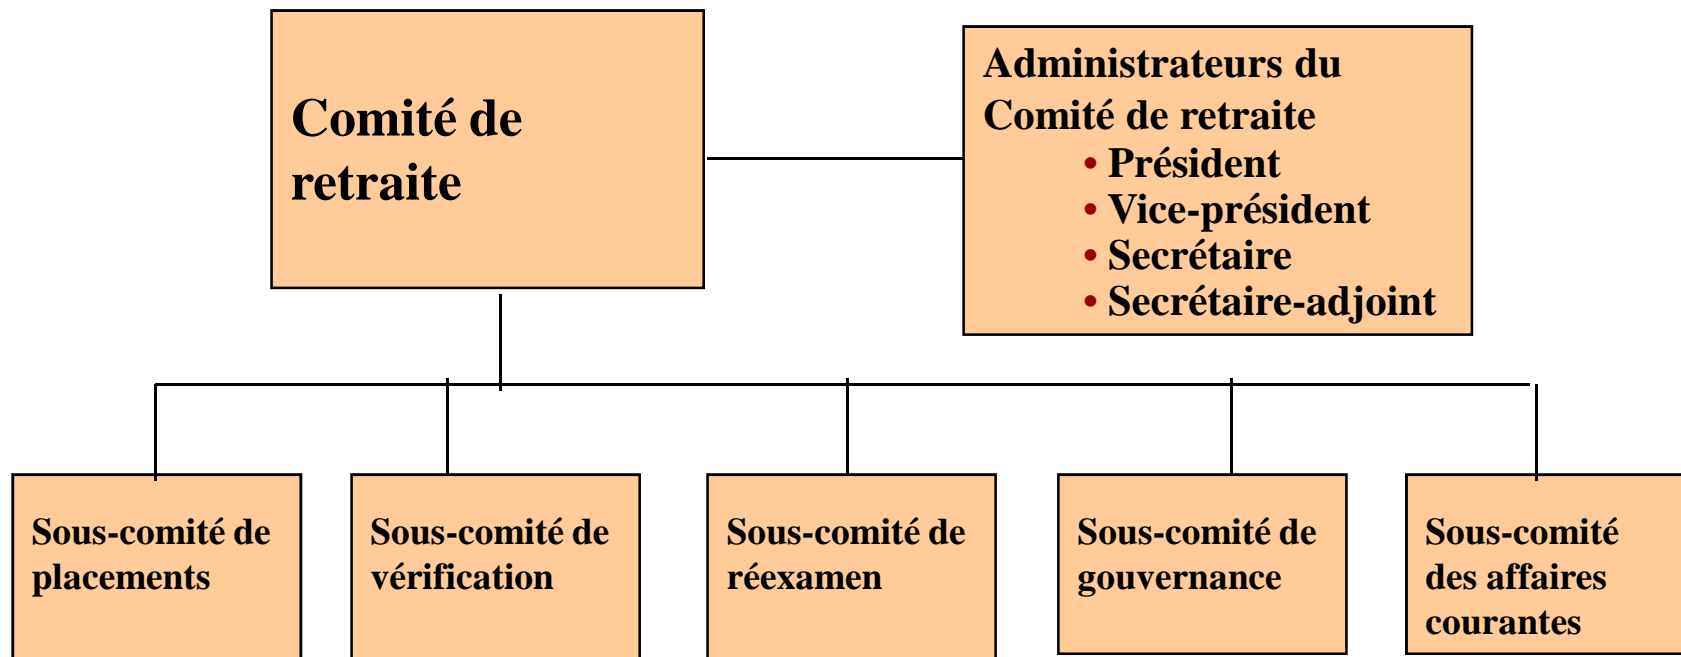 Comité de
retraite
Administrateurs du
Comité de retraite
• Président
• Vice-président
• Secrétaire
• Secrétaire-adjoint
Sous-comité de
placements
Sous-comité de
vérification
Sous-comité de
réexamen
Sous-comité de
gouvernance
Sous-comité
des affaires
courantes